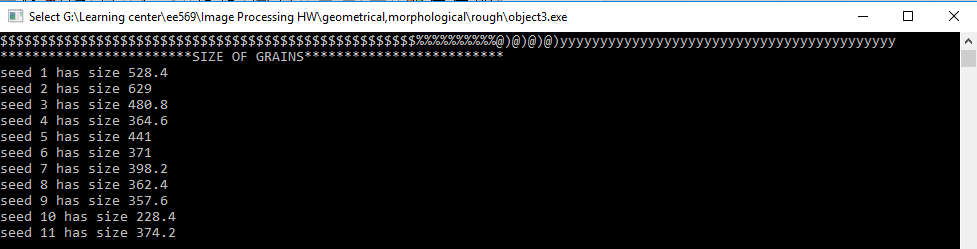 Select G:\Learning center\ee569\Image Processing HW\geometrical,morphological\rough\object3.exe
$$$$$$$$$$$$$$$$$$$$$$$$$$$$$$$$$$$$$$$$$$$$$$$$$$$$%%%%%%%%%%@)@)@)@)yyyyyyyyyyyyyyyyyyyyyyyyyyyyyyyyyyyyyyyyyy
************************SIZE OF GRAINS*************************
seed 1 has size 528.4
seed 2 has size 629
seed 3 has size 480.8
seed 4 has size 364.6
seed 5 has size 441
seed 6 has size 371
seed 7 has size 398.2
seed 8 has size 362.4
seed 9 has size 357.6
seed 10 has size 228.4
seed 11 has size 374.2